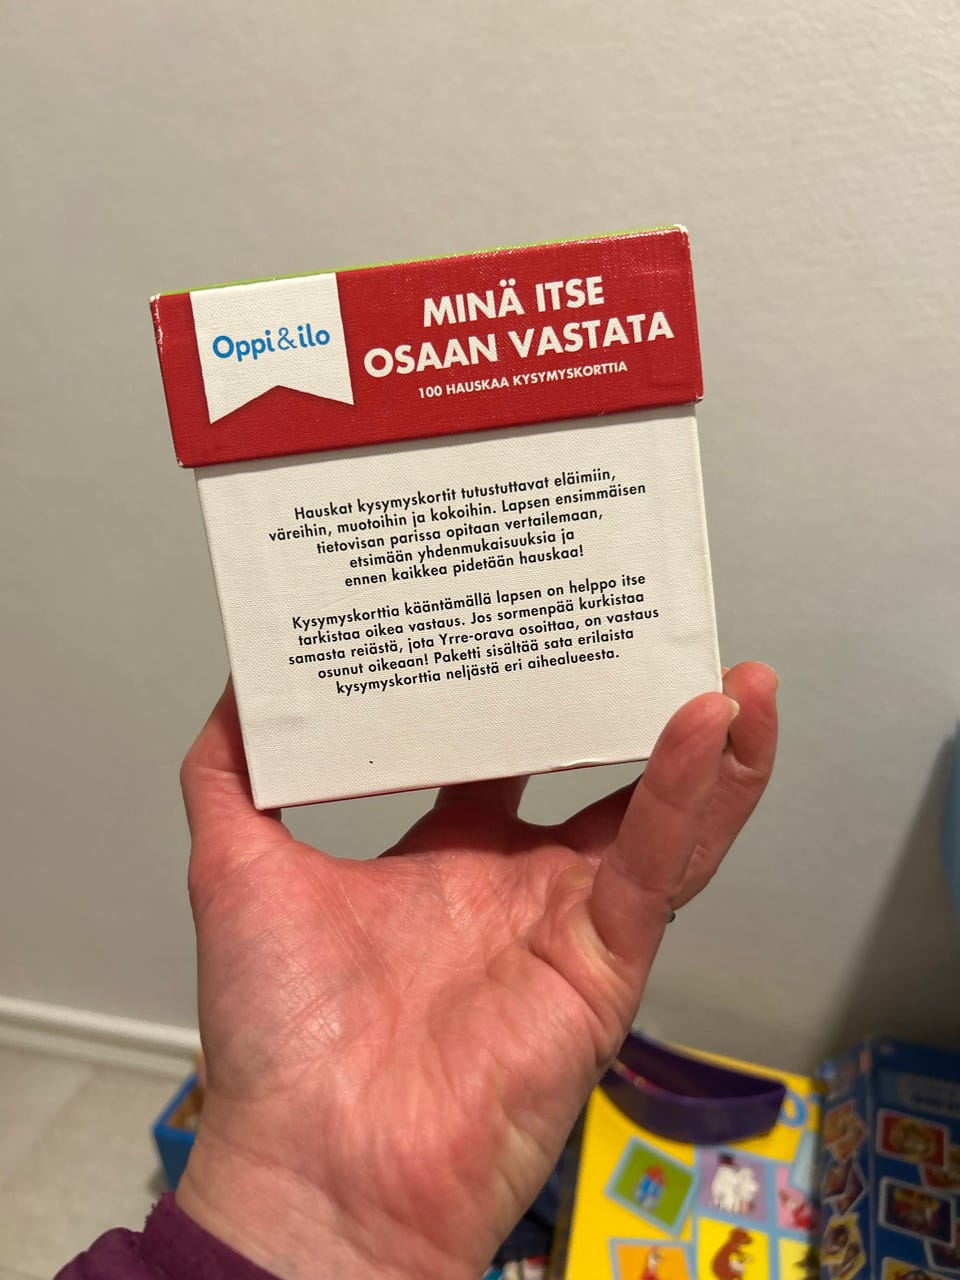 Oppi&ilo
MINÄ ITSE
OSAAN VASTATA
100 HAUSKAA KYSYMYSKORTTIA
Hauskat kysymyskortit tutustuttavat eläimiin,
väreihin, muotoihin ja kokoihin. Lapsen ensimmäisen
tietovisan parissa opitaan vertailemaan,
etsimään yhdenmukaisuuksia ja
ennen kaikkea pidetään hauskaa!
Kysymyskorttia kääntämällä lapsen on helppo itse
tarkistaa oikea vastaus. Jos sormenpää kurkistaa
samasta reiästä, jota Yrre-orava osoittaa, on vastaus
osunut oikeaan! Paketti sisältää sata erilaista
kysymyskorttia neljästä eri aihealueesta.